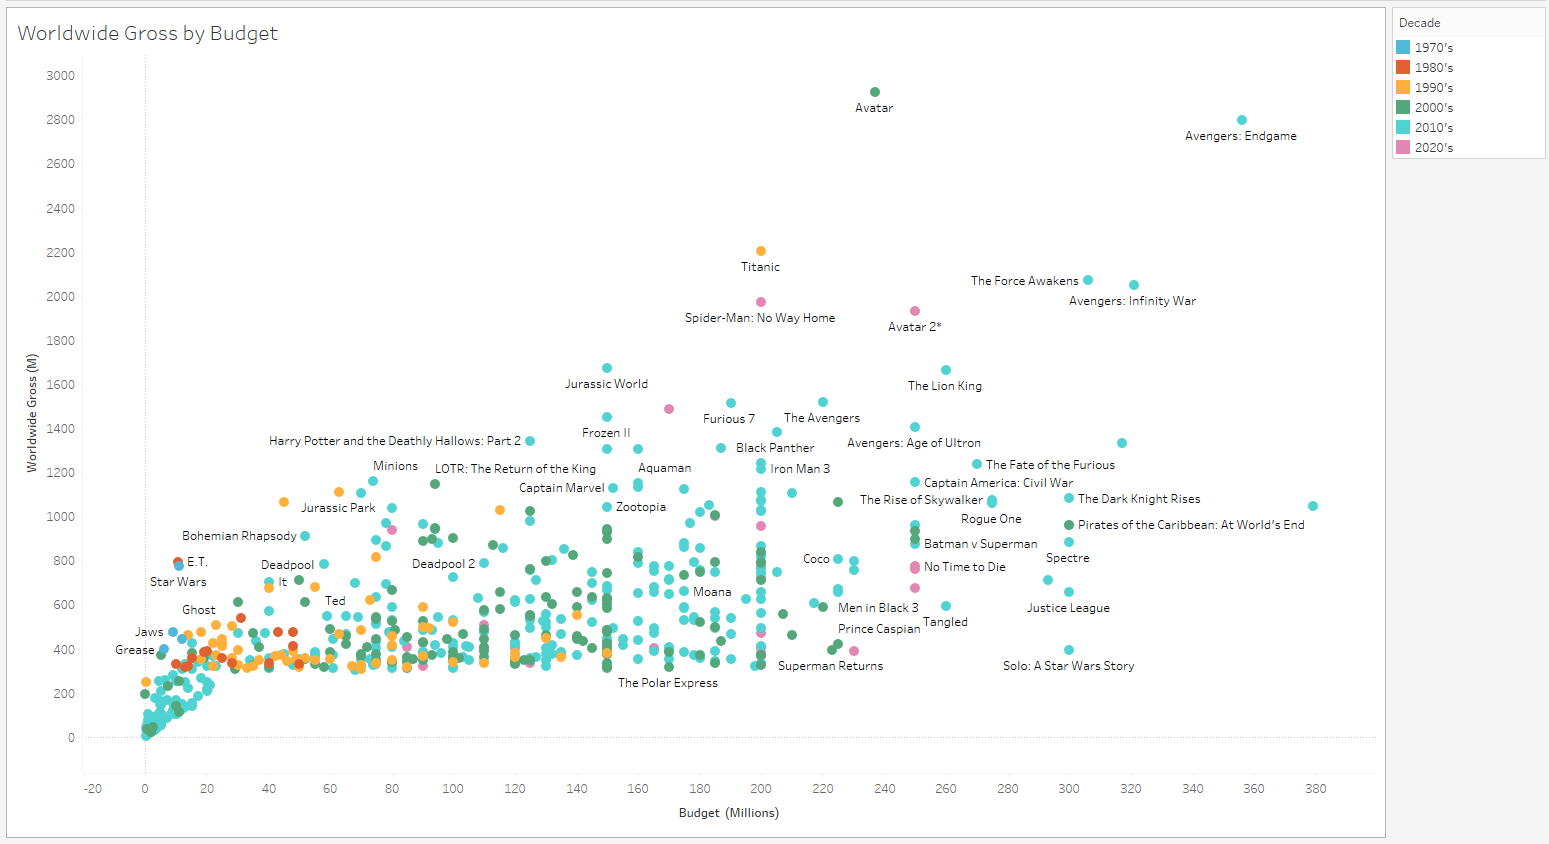 Worldwide Gross by Budget
Decade
1970's
1980's
1990's
2000's
2010's
2020's
Worldwide Gross (M)
3000
2800
2600
2400
2200
2000
1800
1600
1400
1200
1000
800
600
400
200
0
Avatar
Avengers: Endgame
Titanic
The Force Awakens
Avengers: Infinity War
Spider-Man: No Way Home
Avatar 2*
Jurassic World
The Lion King
Furious 7
The Avengers
Frozen II
Harry Potter and the Deathly Hallows: Part 2
Black Panther
Avengers: Age of Ultron
Minions
LOTR: The Return of the King
Aquaman
Iron Man 3
The Fate of the Furious
Captain Marvel
Captain America: Civil War
Jurassic Park
Zootopia
The Rise of Skywalker
The Dark Knight Rises
Rogue One
Pirates of the Caribbean: At World's End
Bohemian Rhapsody
Batman v Superman
Spectre
E.T.
Deadpool
Deadpool 2
Coco
No Time to Die
Star Wars
It
Moana
Ghost
Ted
Men in Black 3
Justice League
Tangled
Jaws
Prince Caspian
Grease
Superman Returns
Solo: A Star Wars Story
The Polar Express
-20
0
20
40
60
80
100
120
140
160
180
200
220
240
260
280
300
320
340
360
380
Budget (Millions)